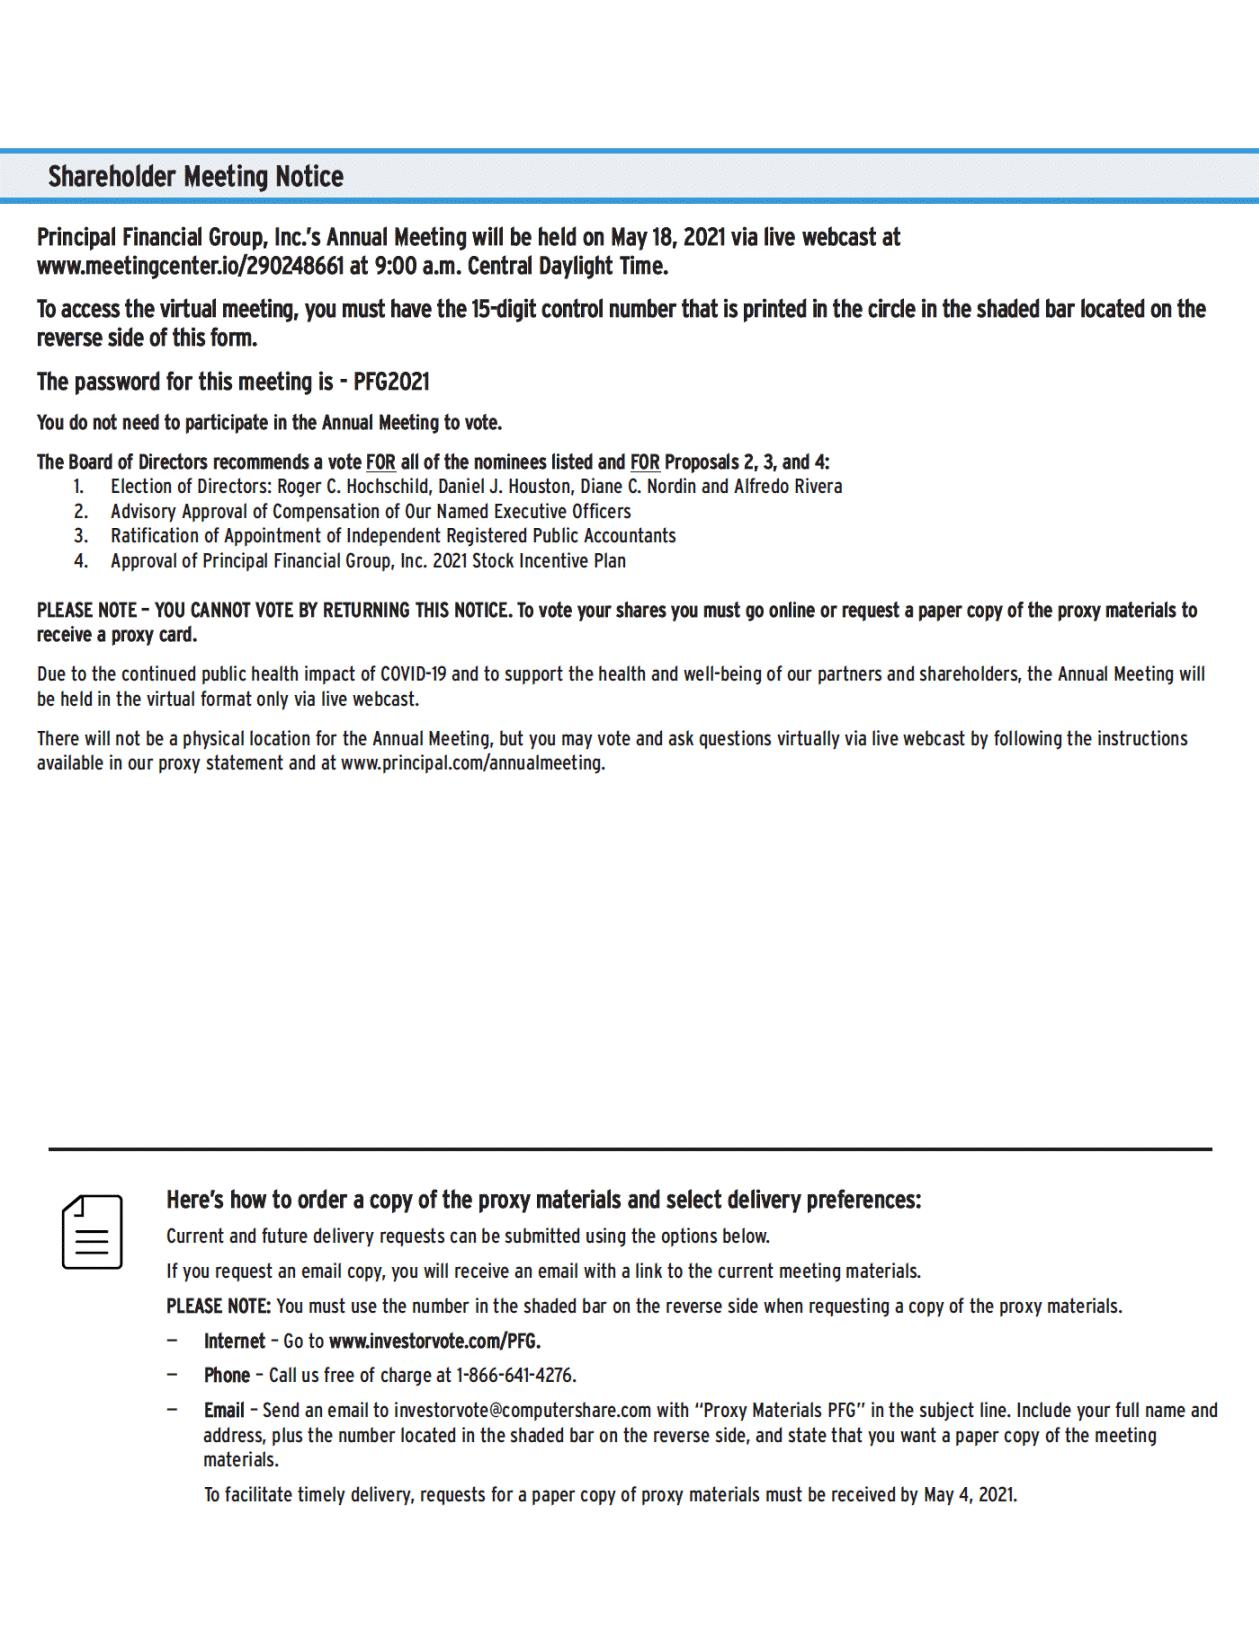 Shareholder Meeting Notice
Principal Financial Group, Inc.’s Annual Meeting will be held on May 18, 2021 via live webcast at
www.meetingcenter.io/290248661 at 9:00 a.m. Central Daylight Time.
To access the virtual meeting, you must have the 15-digit control number that is printed in the circle in the shaded bar located on the
reverse side of this form.
The password for this meeting is - PFG2021
You do not need to participate in the Annual Meeting to vote.
The Board of Directors recommends a vote FOR all of the nominees listed and FOR Proposals 2, 3, and 4:
1. Election of Directors: Roger C. Hochschild, Daniel J. Houston, Diane C. Nordin and Alfredo Rivera
2. Advisory Approval of Compensation of Our Named Executive Officers
3. Ratification of Appointment of Independent Registered Public Accountants
4. Approval of Principal Financial Group, Inc. 2021 Stock Incentive Plan
PLEASE NOTE – YOU CANNOT VOTE BY RETURNING THIS NOTICE. To vote your shares you must go online or request a paper copy of the proxy materials to
receive a proxy card.
Due to the continued public health impact of COVID-19 and to support the health and well-being of our partners and shareholders, the Annual Meeting will
be held in the virtual format only via live webcast.
There will not be a physical location for the Annual Meeting, but you may vote and ask questions virtually via live webcast by following the instructions
available in our proxy statement and at www.principal.com/annualmeeting.
Here’s how to order a copy of the proxy materials and select delivery preferences:
Current and future delivery requests can be submitted using the options below.
If you request an email copy, you will receive an email with a link to the current meeting materials.
PLEASE NOTE: You must use the number in the shaded bar on the reverse side when requesting a copy of the proxy materials.
– Internet – Go to www.investorvote.com/PFG.
– Phone – Call us free of charge at 1-866-641-4276.
– Email – Send an email to investorvote@computershare.com with “Proxy Materials PFG” in the subject line. Include your full name and
address, plus the number located in the shaded bar on the reverse side, and state that you want a paper copy of the meeting
materials.
To facilitate timely delivery, requests for a paper copy of proxy materials must be received by May 4, 2021.